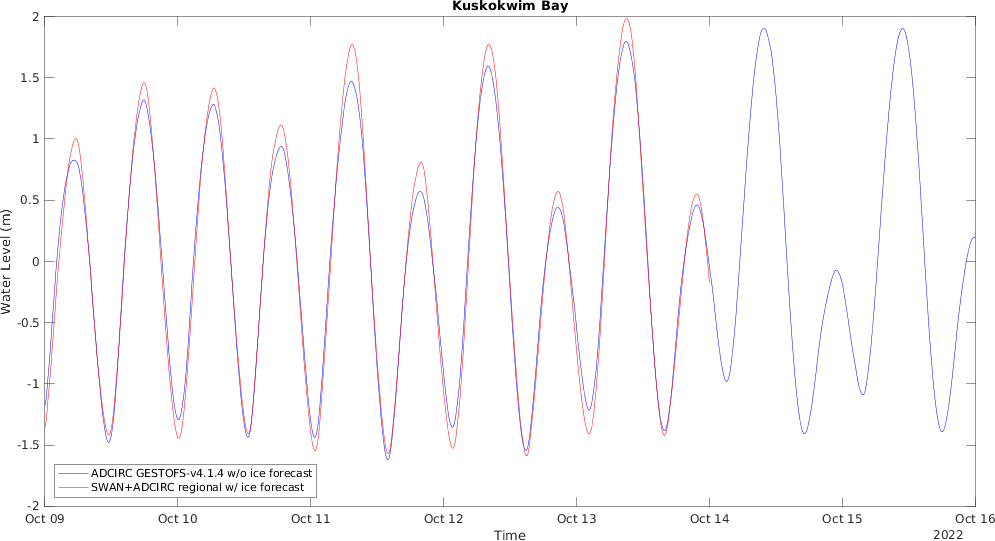 Kuskokwim Bay
2
1.5
1
0.5
0
-0.5
-1
-1.5
-2
Water Level (m)
ADCIRC GESTOFS-v4.1.4 w/o ice forecast
SWAN+ADCIRC regional w/ ice forecast
Oct 09 Oct 10 Oct 11 Oct 12 Oct 13 Oct 14 Oct 15 Oct 16
Time
2022